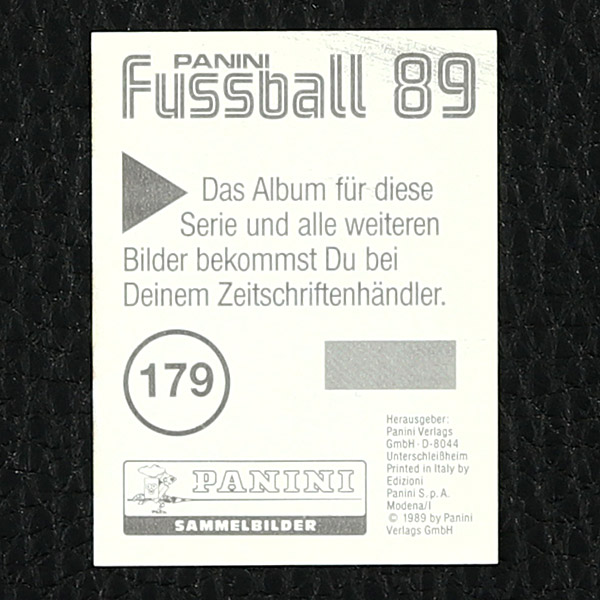 PANINI
Fussball 89
Das Album für diese
Serie und alle weiteren
Bilder bekommst Du bei
Deinem Zeitschriftenhändler.
179
Herausgeber:
Panini Verlags
GmbH · D-8044
Unterschleißheim
Printed in Italy by
Edizioni
Panini S.p.A.
Modena/I
© 1989 by Panini
Verlags GmbH
PANINI
SAMMELBILDER